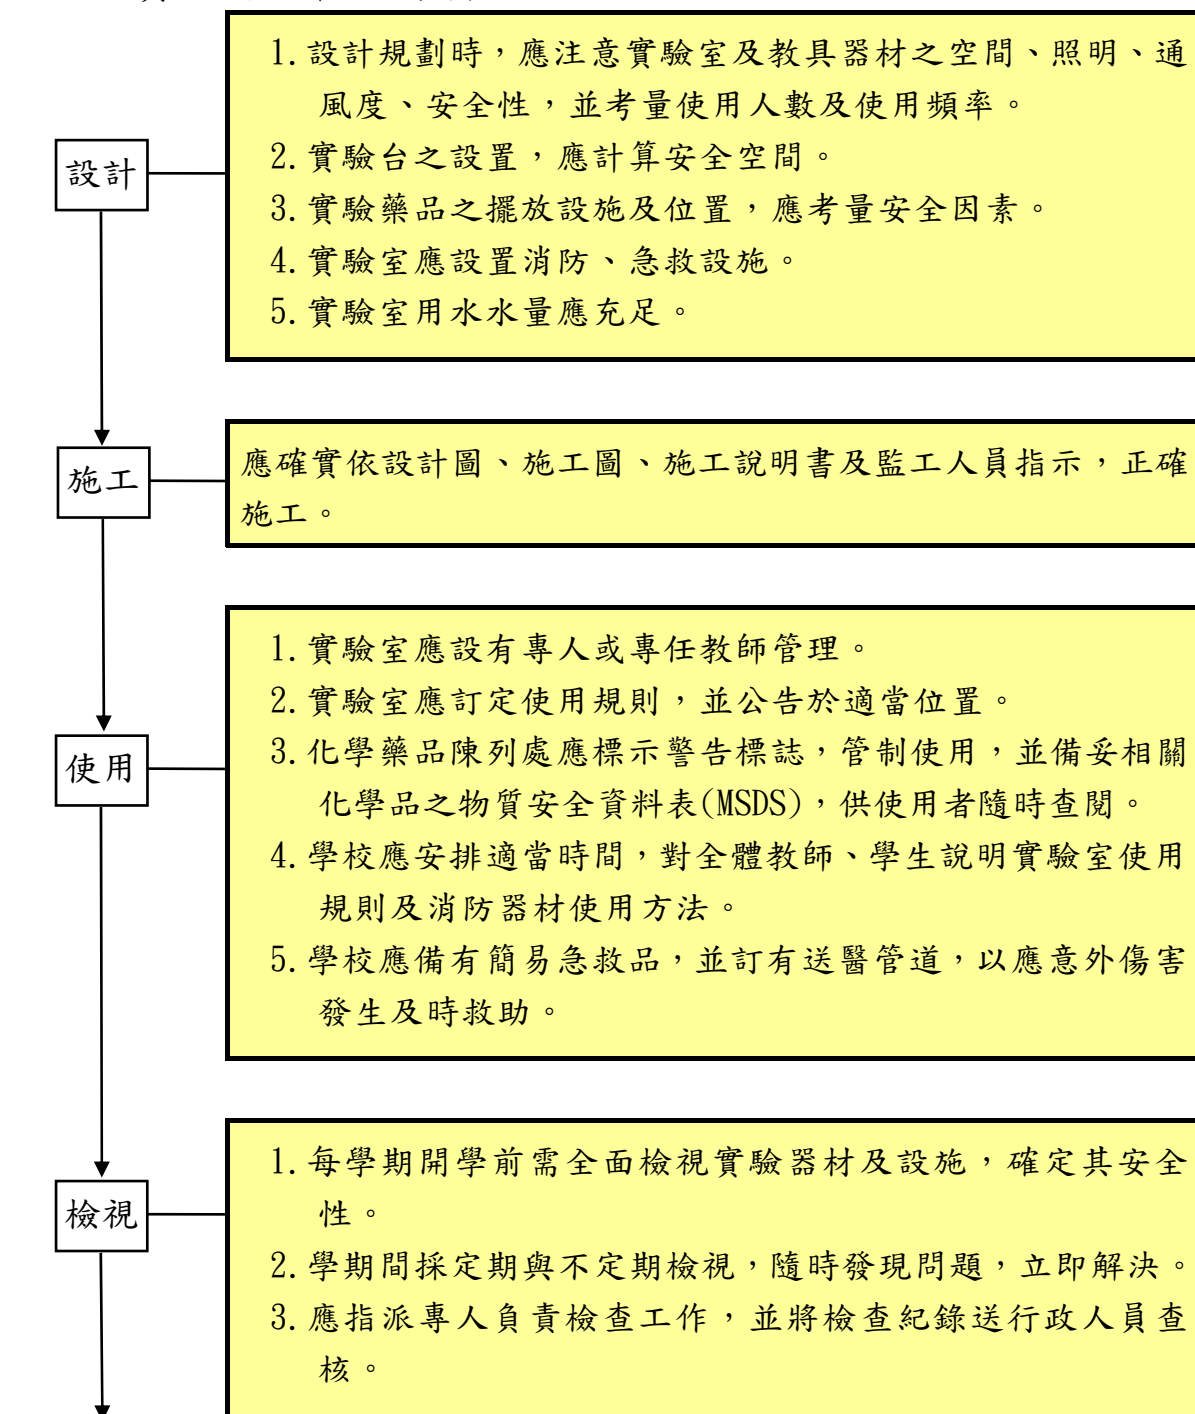 設計
1.設計規劃時，應注意實驗室及教具器材之空間、照明、通
風度、安全性，並考量使用人數及使用頻率。
2.實驗台之設置，應計算安全空間。
3.實驗藥品之擺放設施及位置，應考量安全因素。
4.實驗室應設置消防、急救設施。
5.實驗室用水水量應充足。
施工
應確實依設計圖、施工圖、施工說明書及監工人員指示，正確
施工。
使用
1.實驗室應設有專人或專任教師管理。
2.實驗室應訂定使用規則，並公告於適當位置。
3.化學藥品陳列處應標示警告標誌，管制使用，並備妥相關
化學品之物質安全資料表(MSDS)，供使用者隨時查閱。
4.學校應安排適當時間，對全體教師、學生說明實驗室使用
規則及消防器材使用方法。
5.學校應備有簡易急救品，並訂有送醫管道，以應意外傷害
發生及時救助。
檢視
1.每學期開學前需全面檢視實驗器材及設施，確定其安全
性。
2.學期間採定期與不定期檢視，隨時發現問題，立即解決。
3.應指派專人負責檢查工作，並將檢查紀錄送行政人員查
核。